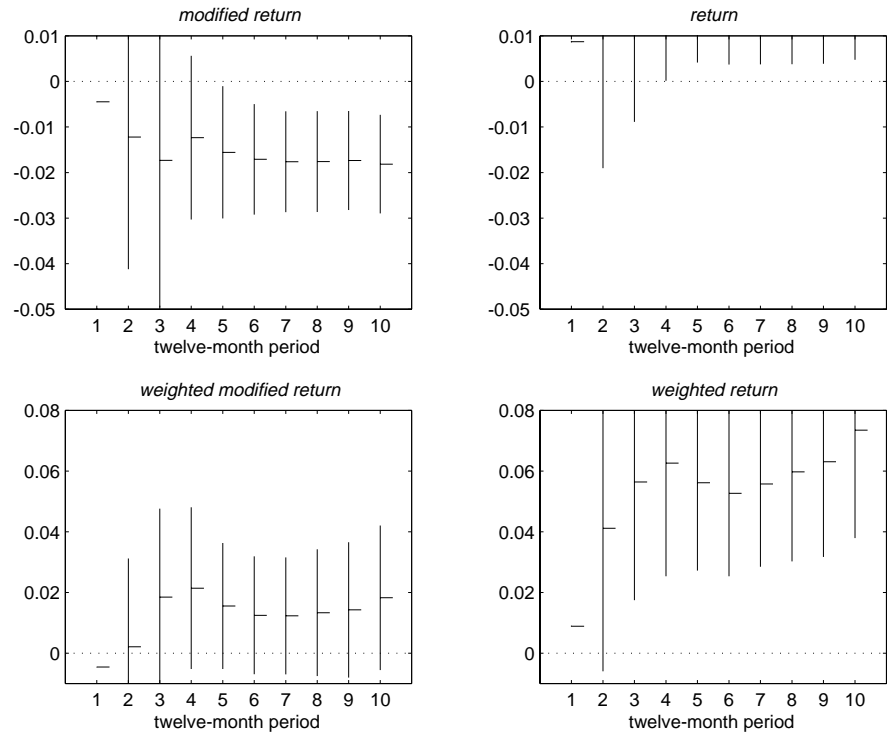 modified return
0.01
0
-0.01
-0.02
-0.03
-0.04
-0.05
1 2 3 4 5 6 7 8 9 10
twelve-month period
return
0.01
0
-0.01
-0.02
-0.03
-0.04
-0.05
1 2 3 4 5 6 7 8 9 10
twelve-month period
weighted modified return
0.08
0.06
0.04
0.02
0
1 2 3 4 5 6 7 8 9 10
twelve-month period
weighted return
0.08
0.06
0.04
0.02
0
1 2 3 4 5 6 7 8 9 10
twelve-month period